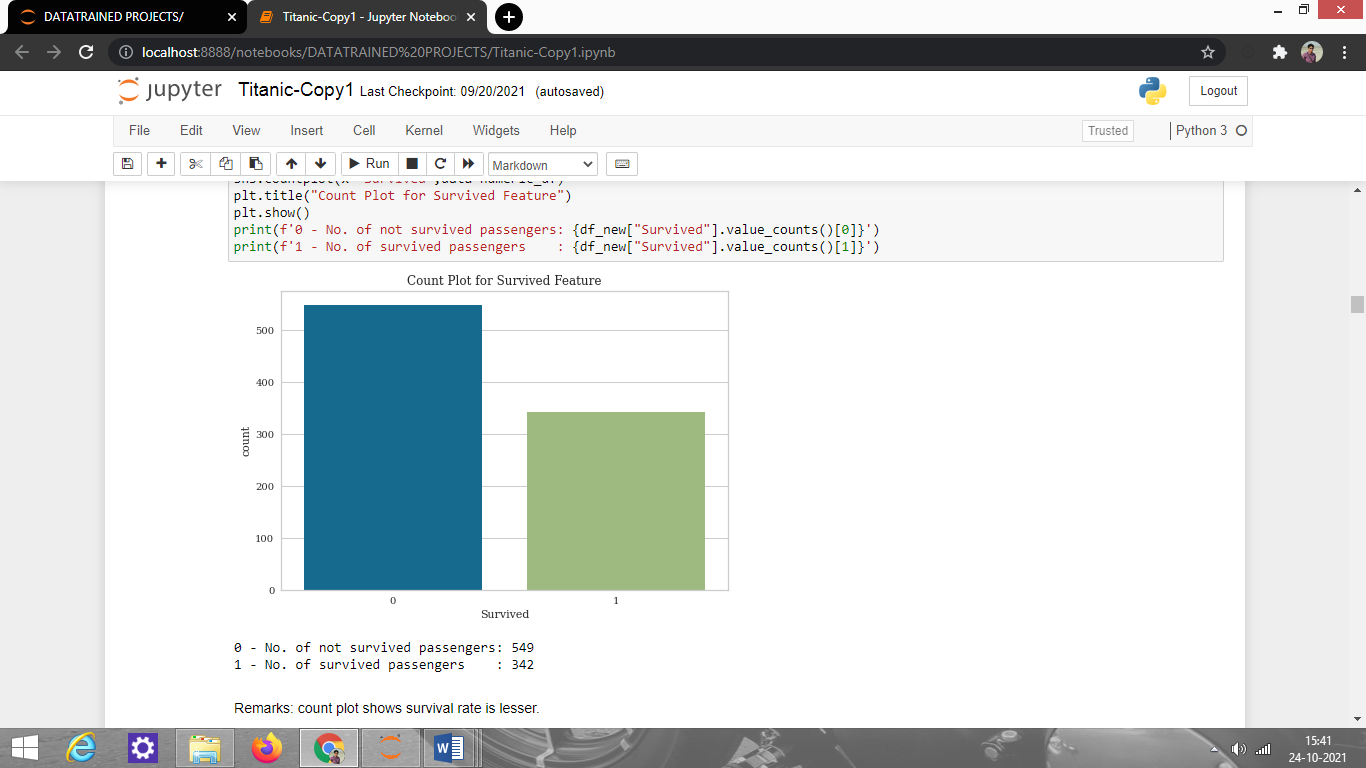 DATATRAINED PROJECTS/
Titanic-Copy1 - Jupyter Noteboo
localhost:8888/notebooks/DATATRAINED%20PROJECTS/Titanic-Copy1.ipynb
jupyter Titanic-Copy1 Last Checkpoint: 09/20/2021 (autosaved) Logout
File Edit View Insert Cell Kernel Widgets Help Trusted Python 3
Run Markdown
plt.title("Count Plot for Survived Feature")
plt.show()
print(f'0 - No. of not survived passengers: {df_new["Survived"].value_counts()[0]}')
print(f'1 - No. of survived passengers    : {df_new["Survived"].value_counts()[1]}')
Count Plot for Survived Feature
500
400
300
200
100
0
count
0 1
Survived
0 - No. of not survived passengers: 549
1 - No. of survived passengers    : 342
Remarks: count plot shows survival rate is lesser.
15:41
24-10-2021